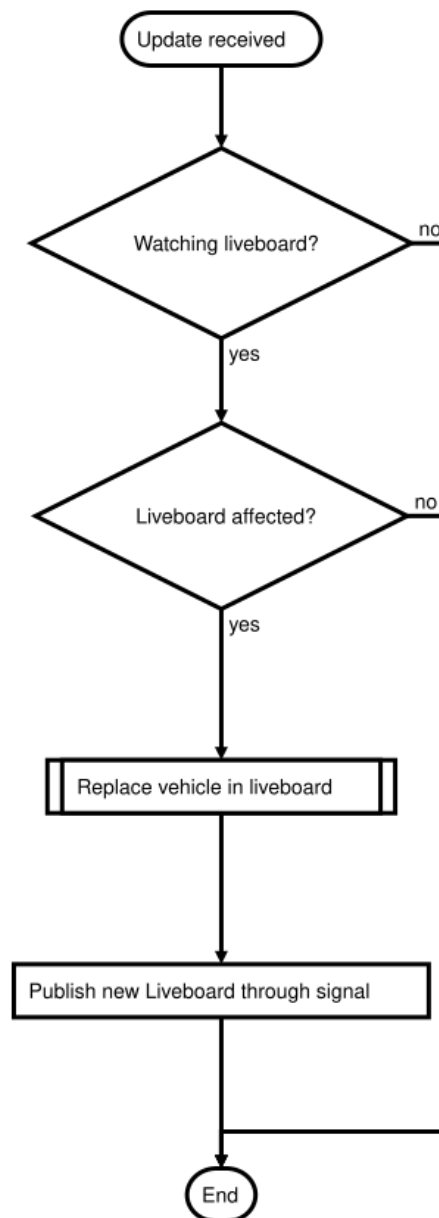 Update received
Watching liveboard?
no
yes
Liveboard affected?
no
yes
Replace vehicle in liveboard
Publish new Liveboard through signal
End